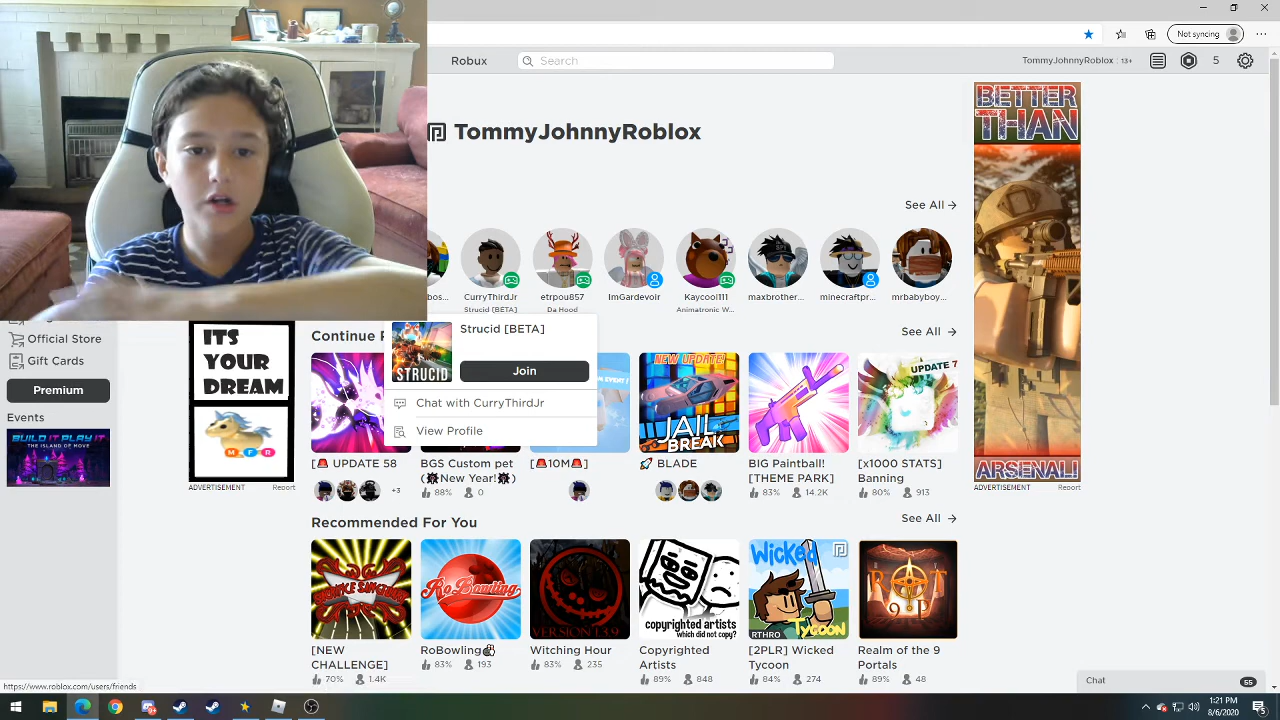 Not syncing
Robux
Search
TommyJohnnyRoblox : 13+
5
TommyJohnnyRoblox
See All →
CurryThirdJr
Strucid [BETA]
etrpou857
Da Hood
ImGardevoir
Kaycool111
Animatronic W...
maxbrother...
minecraftpr...
mrbabyboy...
Official Store
Gift Cards
Premium
Events
BUILD IT PLAY IT
THE ISLAND OF MOVE
ITS
YOUR
DREAM
M F R
ADVERTISEMENT
Report
Continue
See All →
STRUCID
Strucid [BETA]
Join
Chat with CurryThirdJr
View Profile
NEW UPDATE!
JAIL
BREAK
UPDATE 7
[🚨 UPDATE 58
+3
BGS Custom pet
(New Year!)
88% 0
[🚨10M🚨]
🚀 BLADE
BIG Paintball!
[THEME PARK]
83% 14.2K
[x1000 STATS]
Banning
80% 913
Recommended For You
See All →
RoBowling
VERSION 1.3.9
copyrighted artists
which did not copy?
Wicked
TYCOON
RTHRO
[NEW
CHALLENGE]
70% 1.4K
RoBowling
83% 193
Witching Hour
83% 235
Copyrighted
Artists
89% 848
[2PLR] Wicked
Tycoon
84% 274
Realm of the 9
Portals
89% 48
BETTER
THAN
ARSENAL!
ADVERTISEMENT
Report
Chat
55
https://www.roblox.com/users/friends
1:21 PM
8/6/2020